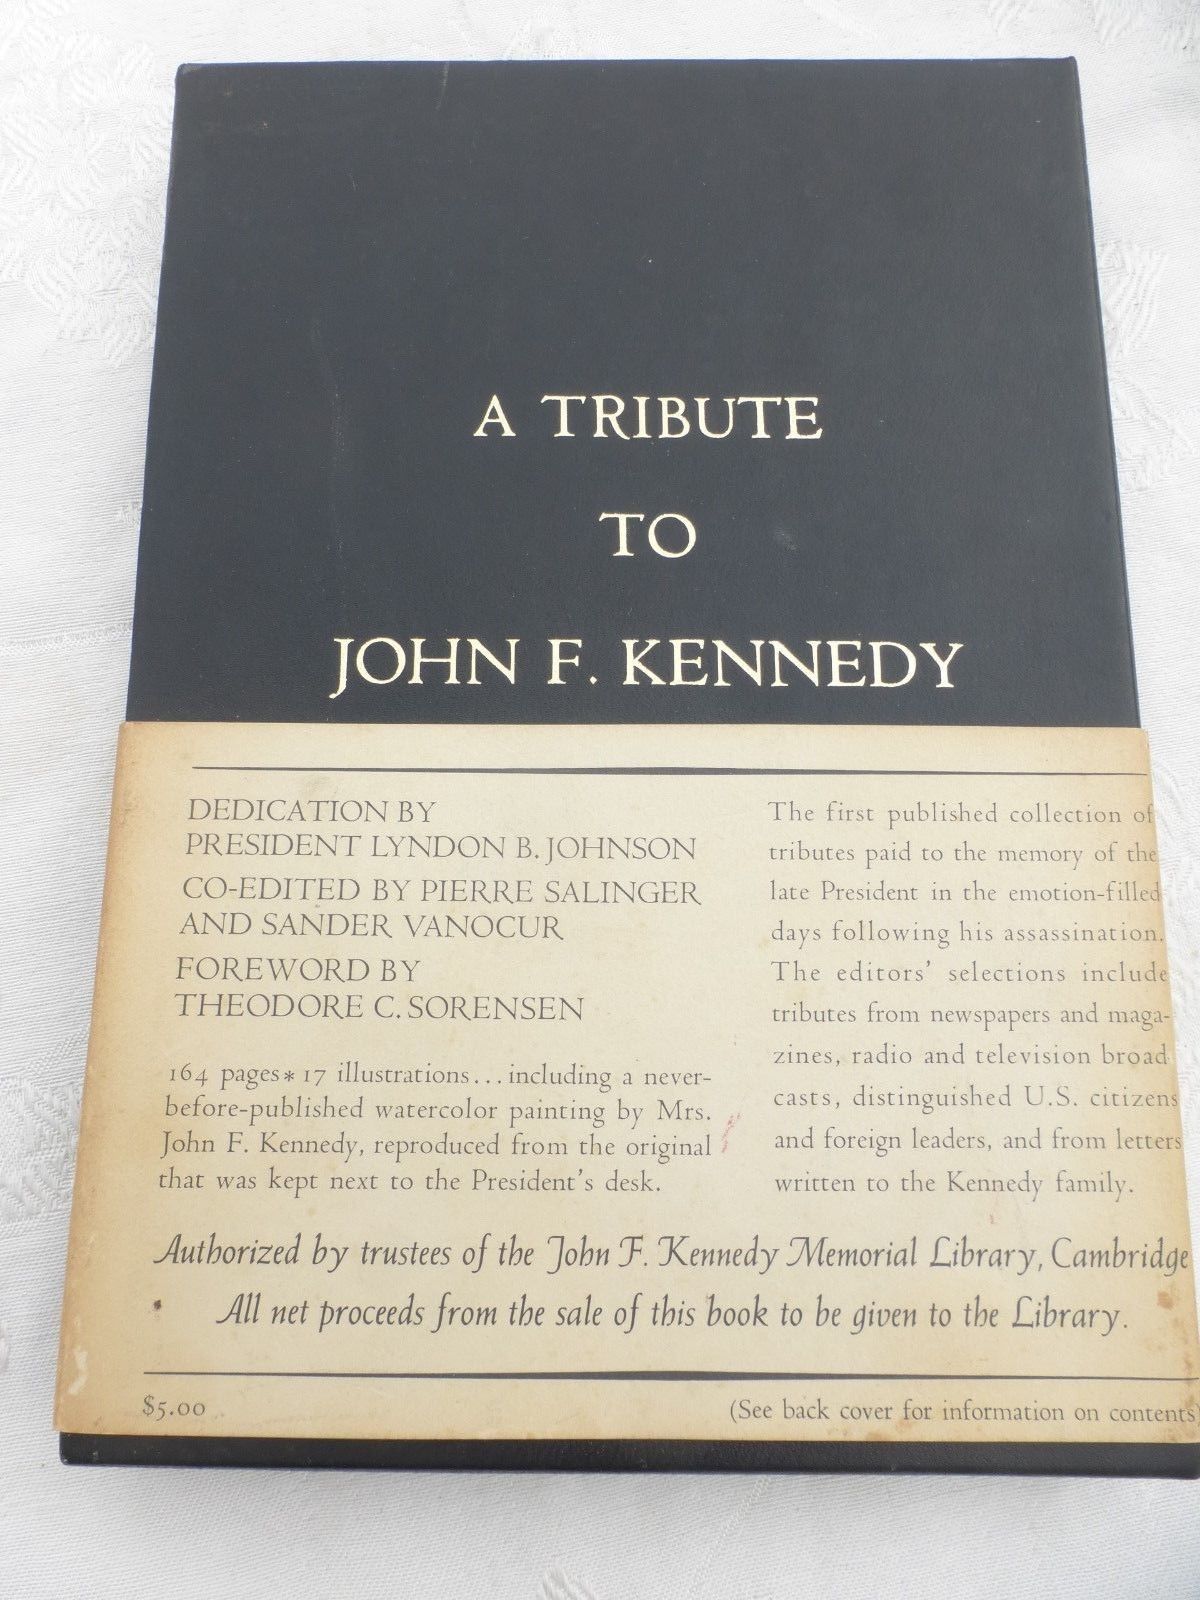 A TRIBUTE
TO
JOHN F. KENNEDY
DEDICATION BY
PRESIDENT LYNDON B. JOHNSON
CO-EDITED BY PIERRE SALINGER
AND SANDER VANOCUR
FOREWORD BY
THEODORE C. SORENSEN
164 pages * 17 illustrations... including a never-
before-published watercolor painting by Mrs.
John F. Kennedy, reproduced from the original
that was kept next to the President's desk.
The first published collection of
tributes paid to the memory of the
late President in the emotion-filled
days following his assassination.
The editors' selections include
tributes from newspapers and maga-
zines, radio and television broad
casts, distinguished U.S. citizens
and foreign leaders, and from letters
written to the Kennedy family.
Authorized by trustees of the John F. Kennedy Memorial Library, Cambridge
All net proceeds from the sale of this book to be given to the Library.
$5.00
(See back cover for information on contents)